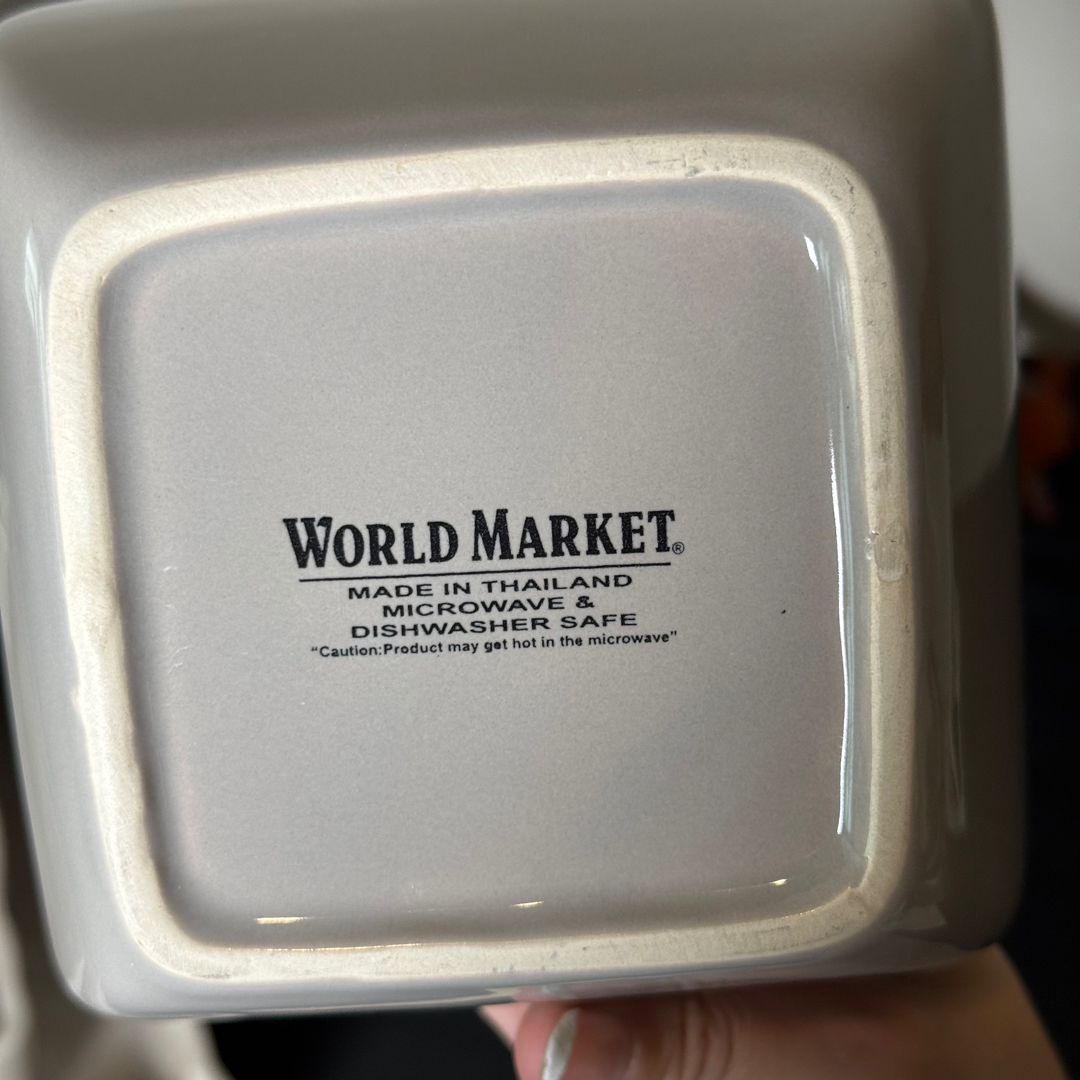 WORLD MARKET®
MADE IN THAILAND
MICROWAVE &
DISHWASHER SAFE
“Caution:Product may get hot in the microwave”